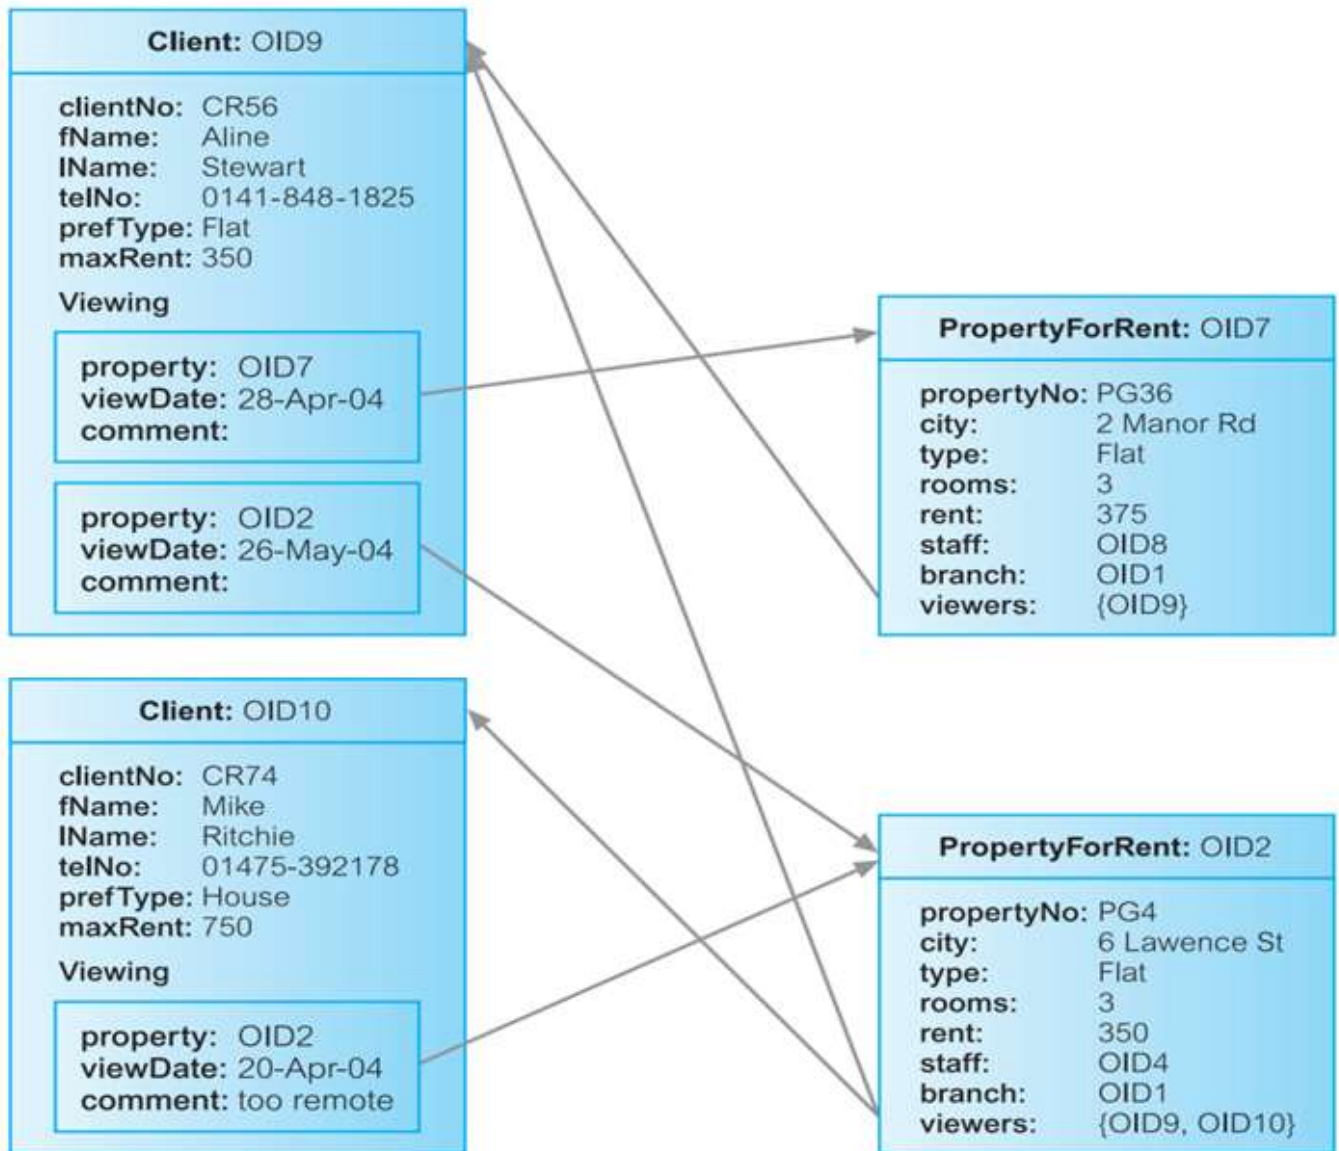 Client: OID9
clientNo: CR56
fName: Aline
lName: Stewart
telNo: 0141-848-1825
prefType: Flat
maxRent: 350
Viewing
property: OID7
viewDate: 28-Apr-04
comment:
property: OID2
viewDate: 26-May-04
comment:
Client: OID10
clientNo: CR74
fName: Mike
lName: Ritchie
telNo: 01475-392178
prefType: House
maxRent: 750
Viewing
property: OID2
viewDate: 20-Apr-04
comment: too remote
PropertyForRent: OID7
propertyNo: PG36
city: 2 Manor Rd
type: Flat
rooms: 3
rent: 375
staff: OID8
branch: OID1
viewers: {OID9}
PropertyForRent: OID2
propertyNo: PG4
city: 6 Lawence St
type: Flat
rooms: 3
rent: 350
staff: OID4
branch: OID1
viewers: {OID9, OID10}